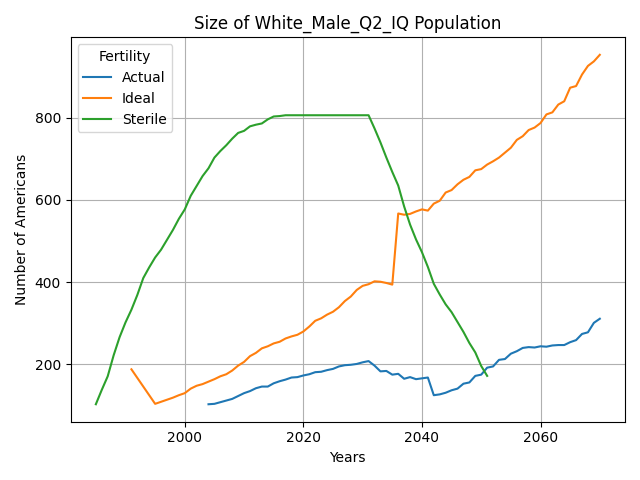 Size of White_Male_Q2_IQ Population
Fertility
Actual
Ideal
Sterile
Number of Americans
800
600
400
200
2000
2020
2040
2060
Years